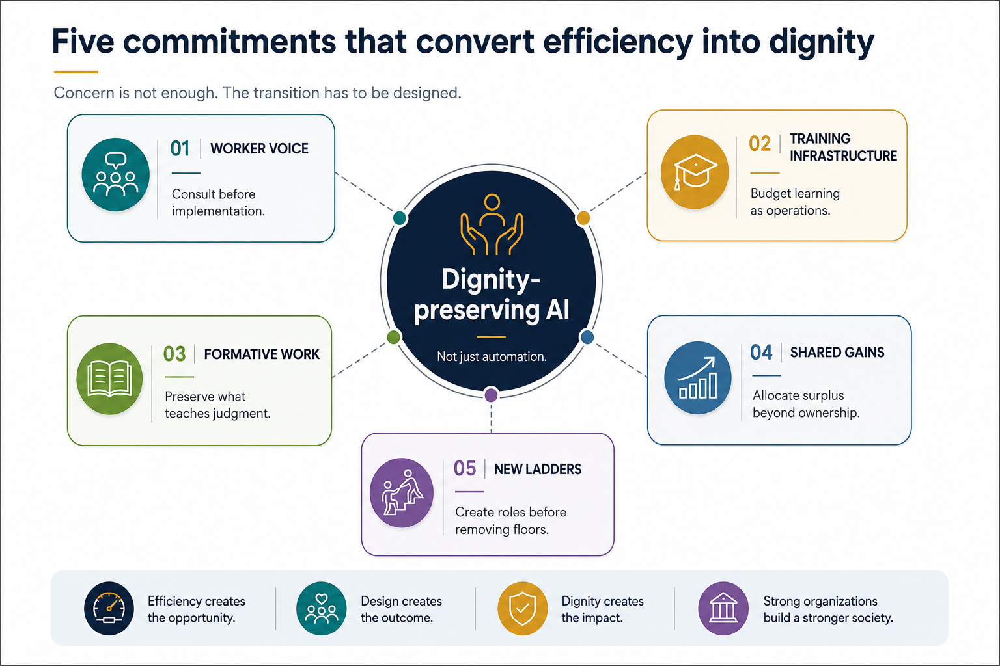 Five commitments that convert efficiency into dignity
Concern is not enough. The transition has to be designed.
01
WORKER VOICE
Consult before
implementation.
02
TRAINING
INFRASTRUCTURE
Budget learning
as operations.
Dignity-
preserving AI
Not just automation.
03
FORMATIVE WORK
Preserve what
teaches judgment.
04
SHARED GAINS
Allocate surplus
beyond ownership.
05
NEW LADDERS
Create roles before
removing floors.
Efficiency creates
the opportunity.
Design creates
the outcome.
Dignity creates
the impact.
Strong organizations
build a stronger society.